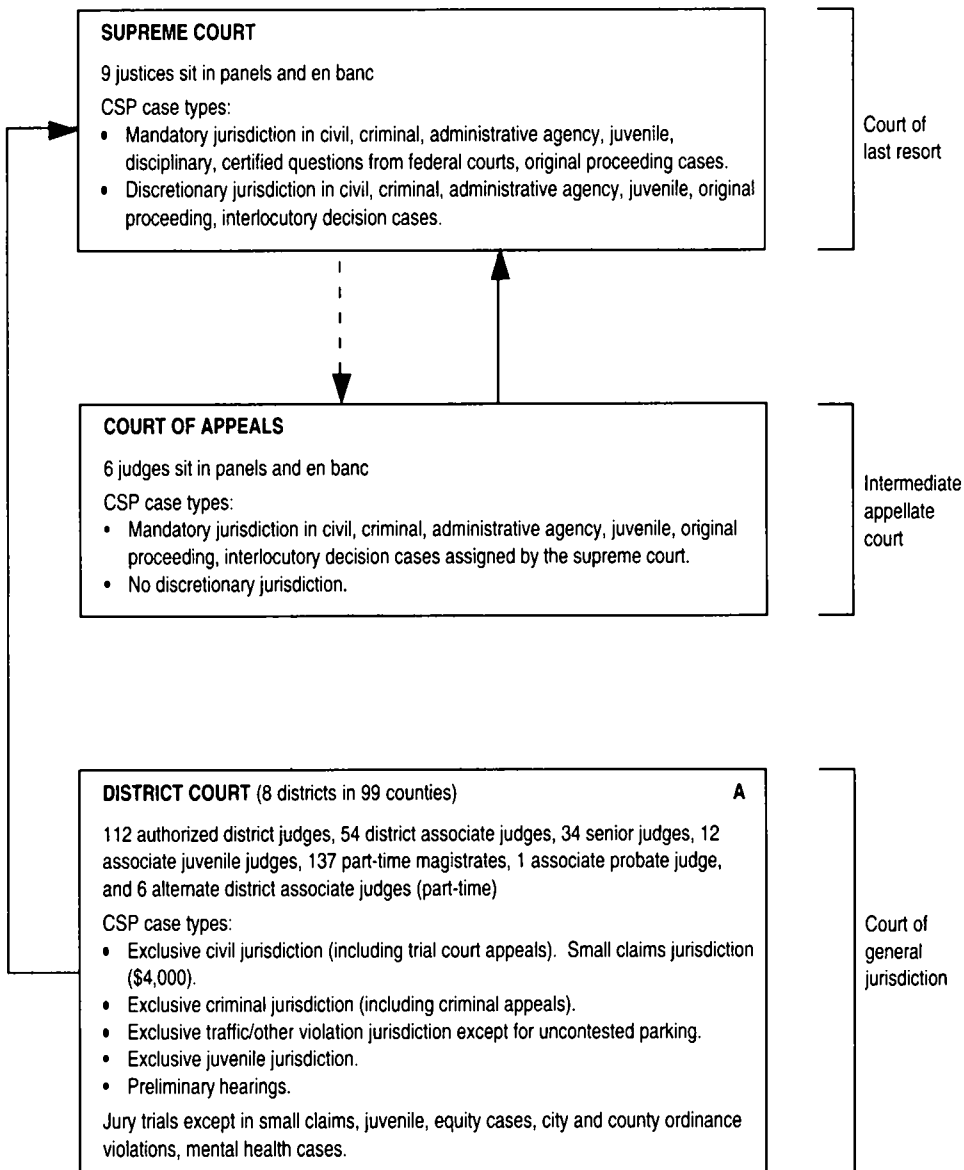 SUPREME COURT
9 justices sit in panels and en banc
CSP case types:
• Mandatory jurisdiction in civil, criminal, administrative agency, juvenile,
disciplinary, certified questions from federal courts, original proceeding cases.
• Discretionary jurisdiction in civil, criminal, administrative agency, juvenile, original
proceeding, interlocutory decision cases.
Court of
last resort
COURT OF APPEALS
6 judges sit in panels and en banc
CSP case types:
• Mandatory jurisdiction in civil, criminal, administrative agency, juvenile, original
proceeding, interlocutory decision cases assigned by the supreme court.
• No discretionary jurisdiction.
Intermediate
appellate
court
DISTRICT COURT (8 districts in 99 counties) A
112 authorized district judges, 54 district associate judges, 34 senior judges, 12
associate juvenile judges, 137 part-time magistrates, 1 associate probate judge,
and 6 alternate district associate judges (part-time)
CSP case types:
• Exclusive civil jurisdiction (including trial court appeals). Small claims jurisdiction
($4,000).
• Exclusive criminal jurisdiction (including criminal appeals).
• Exclusive traffic/other violation jurisdiction except for uncontested parking.
• Exclusive juvenile jurisdiction.
• Preliminary hearings.
Jury trials except in small claims, juvenile, equity cases, city and county ordinance
violations, mental health cases.
Court of
general
jurisdiction